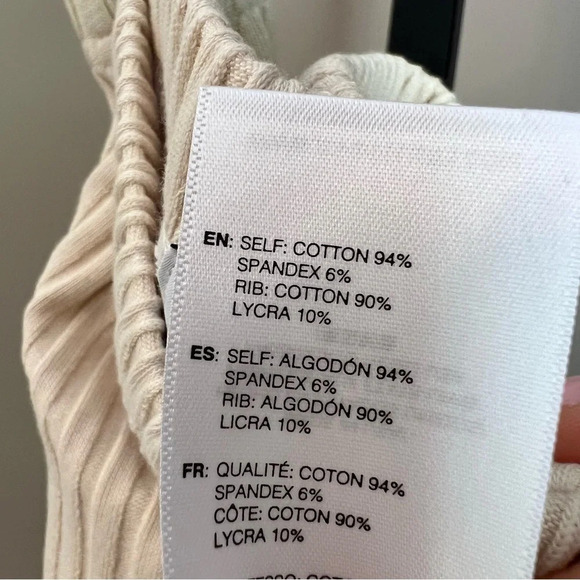 EN: SELF: COTTON 94%
SPANDEX 6%
RIB: COTTON 90%
LYCRA 10%
ES: SELF: ALGODÓN 94%
SPANDEX 6%
RIB: ALGODÓN 90%
LICRA 10%
FR: QUALITÉ: COTON 94%
SPANDEX 6%
CÔTE: COTON 90%
LYCRA 10%